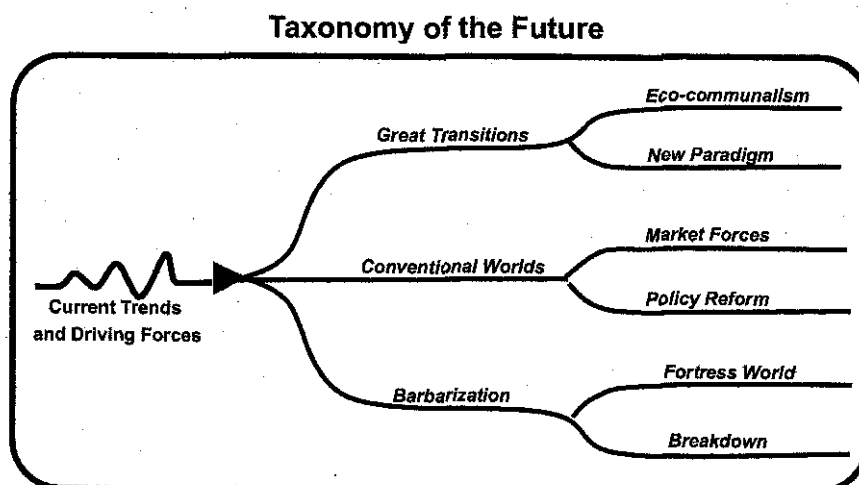 Taxonomy of the Future
Eco-communalism
Great Transitions
New Paradigm
Market Forces
Conventional Worlds
Policy Reform
Current Trends
and Driving Forces
Fortress World
Barbarization
Breakdown